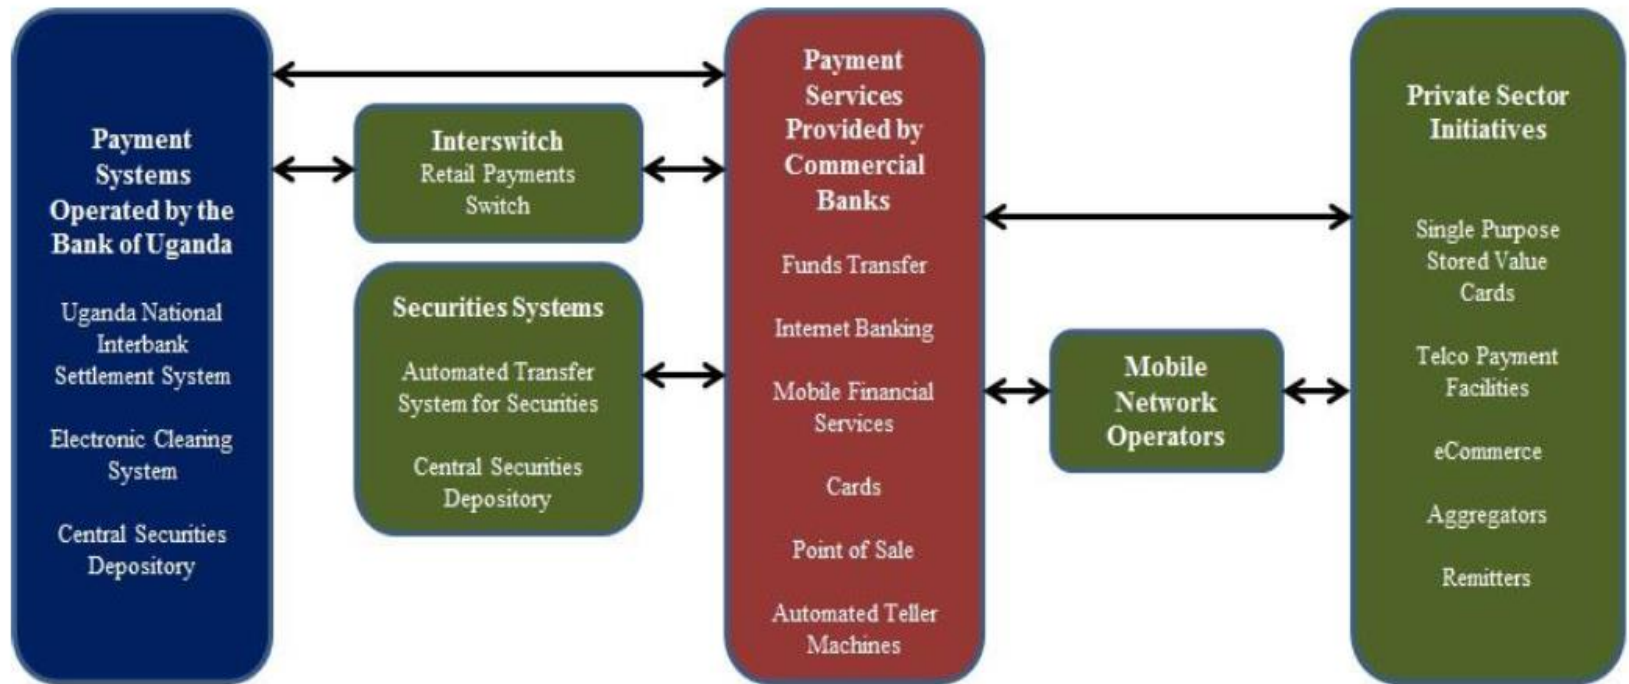 Payment
Systems
Operated by the
Bank of Uganda
Uganda National
Interbank
Settlement System
Electronic Clearing
System
Central Securities
Depository
Interswitch
Retail Payments
Switch
Securities Systems
Automated Transfer
System for Securities
Central Securities
Depository
Payment
Services
Provided by
Commercial
Banks
Funds Transfer
Internet Banking
Mobile Financial
Services
Cards
Point of Sale
Automated Teller
Machines
Mobile
Network
Operators
Private Sector
Initiatives
Single Purpose
Stored Value
Cards
Telco Payment
Facilities
eCommerce
Aggregators
Remitters